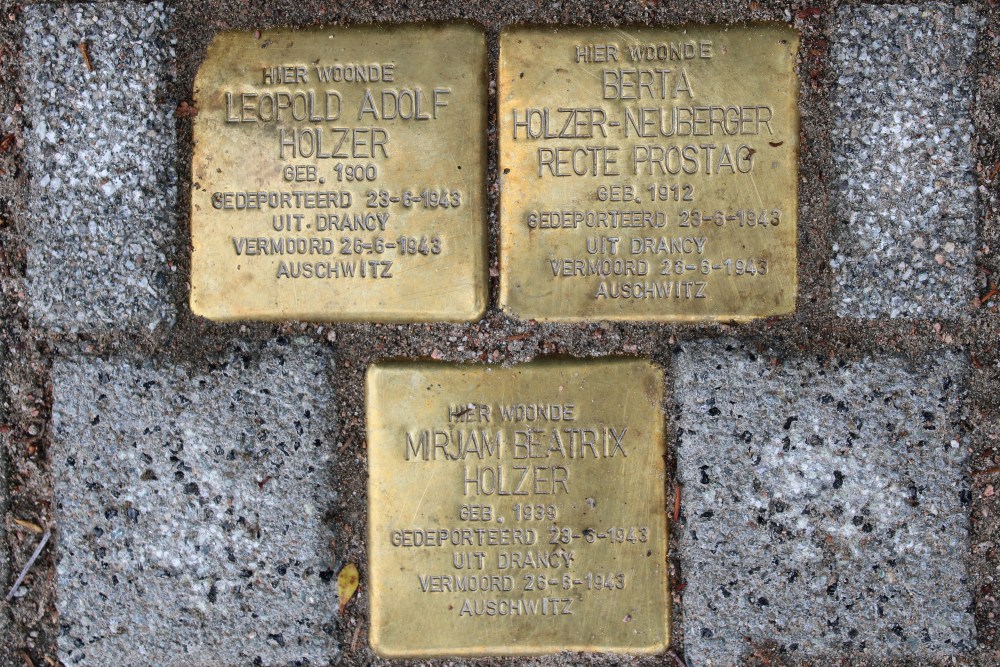 HIER WOONDE
LEOPOLD ADOLF
HOLZER
GEB. 1900
GEDEPORTEERD 23-6-1943
UIT DRANCY
VERMOORD 26-6-1943
AUSCHWITZ
HIER WOONDE
BERTA
HOLZER-NEUBERGER
RECTE PROSTAG
GEB. 1912
GEDEPORTEERD 23-6-1943
UIT DRANCY
VERMOORD 26-6-1943
AUSCHWITZ
HIER WOONDE
MIRJAM BEATRIX
HOLZER
GEB. 1939
GEDEPORTEERD 23-6-1943
UIT DRANCY
VERMOORD 26-6-1943
AUSCHWITZ